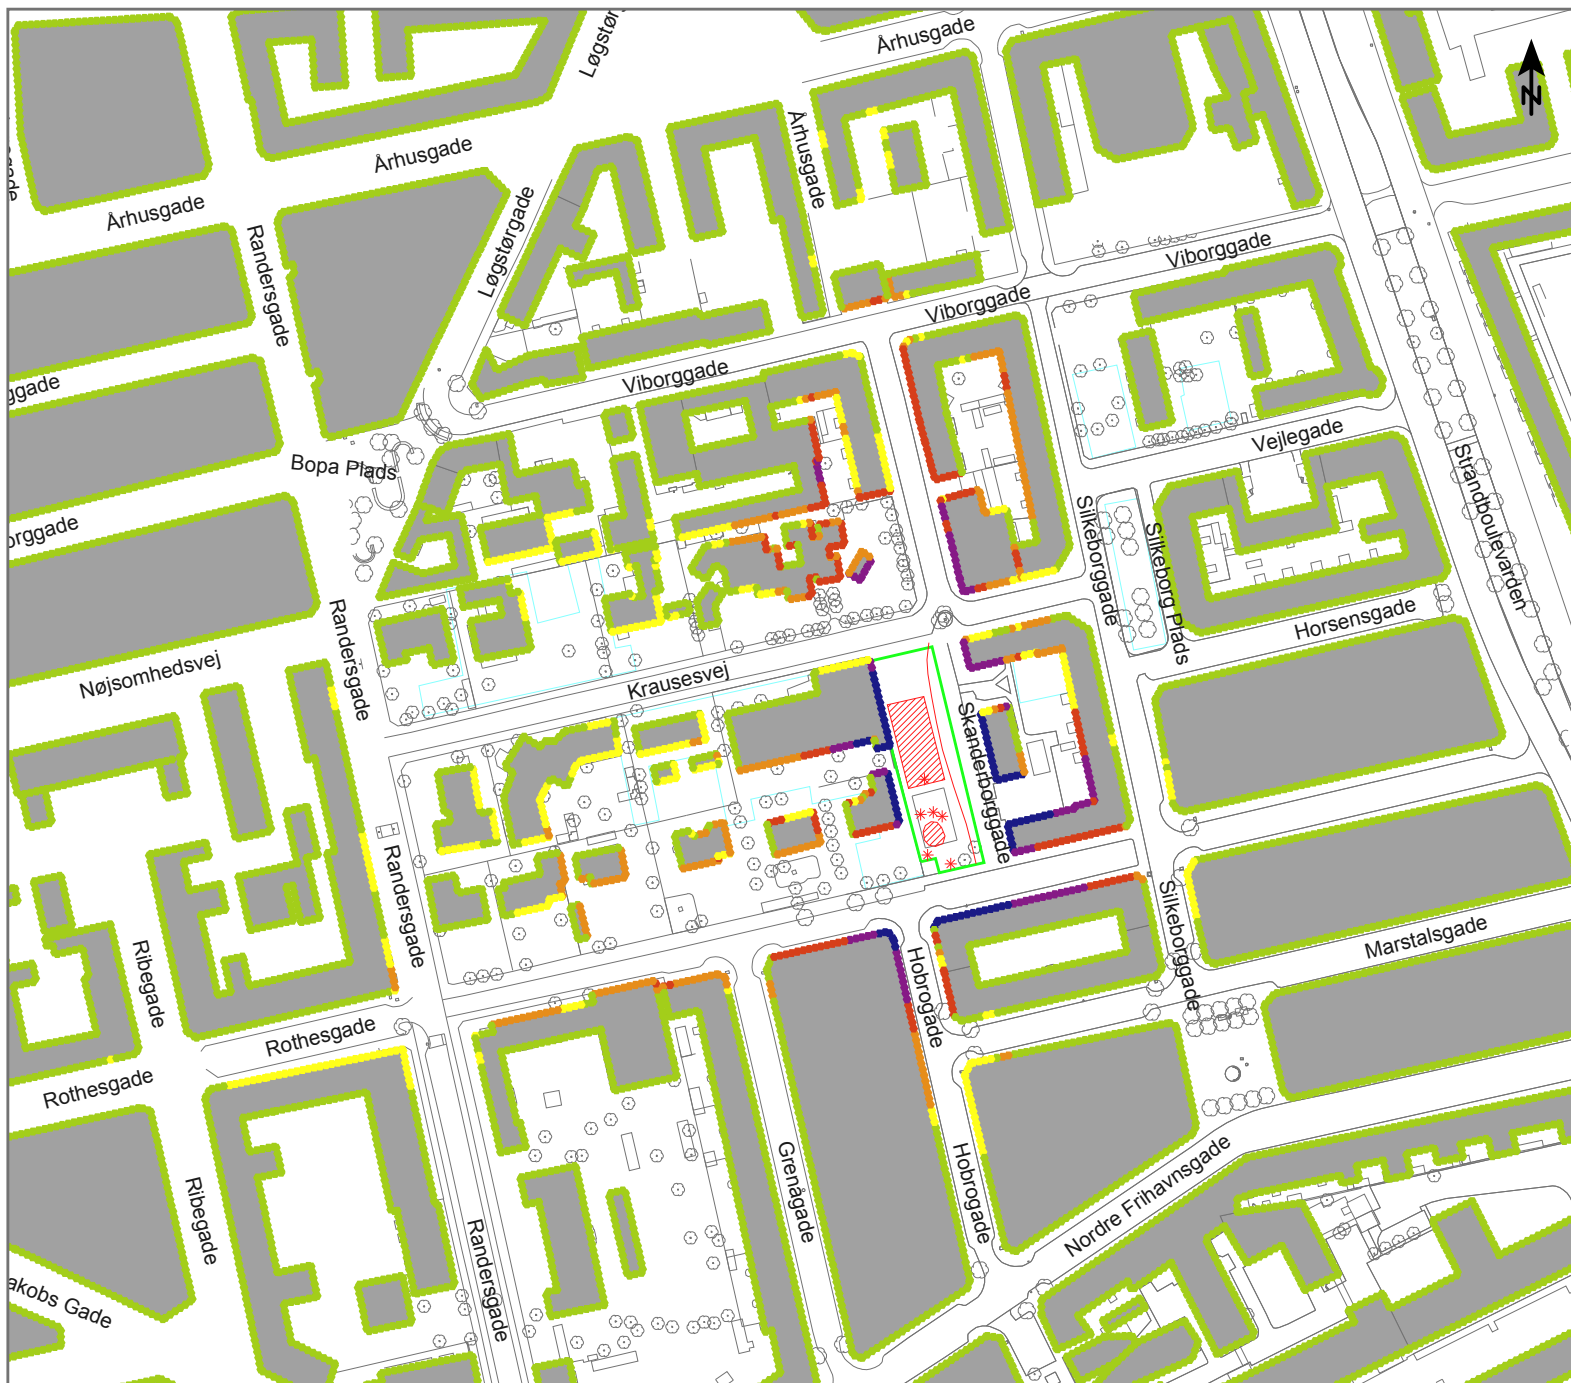 Løgstør
Århusgade
N
Århusgade
Århusgade
gade
Århusgade
Løgstørgade
Randersgade
Viborggade
Viborggade
Viborggade
ggade
Vejlegade
Bopa Plads
Strandboulevarden
orggade
Silkeborggade
Silkeborg Plads
Horsensgade
Randersgade
Nøjsomhedsvej
Krausesvej
Skanderborggade
Randersgade
Silkeborggade
Marstalsgade
Ribegade
Hobrogade
Rothesgade
Rothesgade
Grenågade
Hobrogade
Nordre Frihavnsgade
Ribegade
Randersgade
akobs Gade